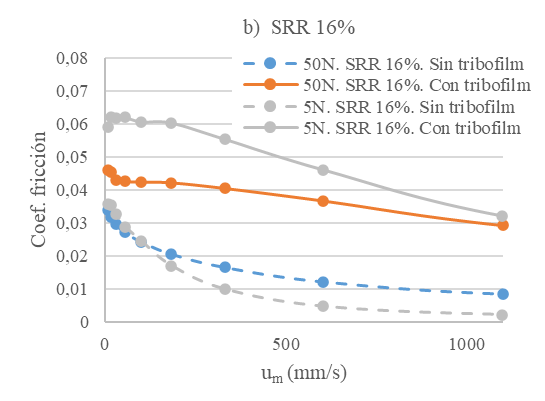 b) SRR 16%
0,08
0,07
0,06
0,05
0,04
0,03
0,02
0,01
0
Coef. fricción
50N. SRR 16%. Sin tribofilm
50N. SRR 16%. Con tribofilm
5N. SRR 16%. Sin tribofilm
5N. SRR 16%. Con tribofilm
0 500 1000
um (mm/s)